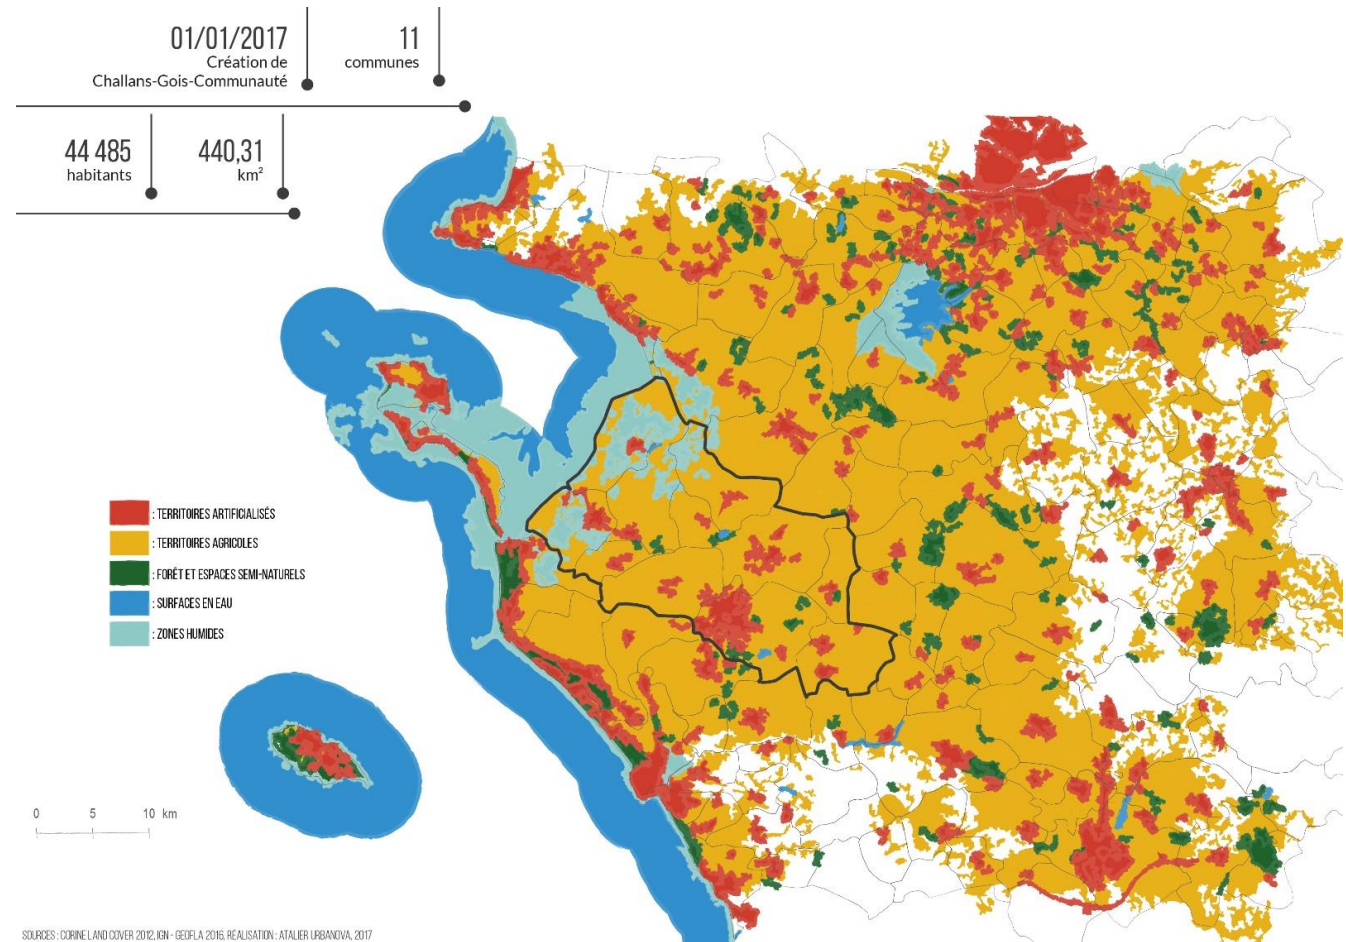 01/01/2017
Création de
Challans-Gois-Communauté
11
communes
44 485
habitants
440,31
km²
: TERRITOIRES ARTIFICIALISÉS
: TERRITOIRES AGRICOLES
: FORÊT ET ESPACES SEMI-NATURELS
: SURFACES EN EAU
: ZONES HUMIDES
0 5 10 km
SOURCES : CORINE LAND COVER 2012, IGN - GEOFLA 2016, RÉALISATION : ATALIER URBANOVA, 2017